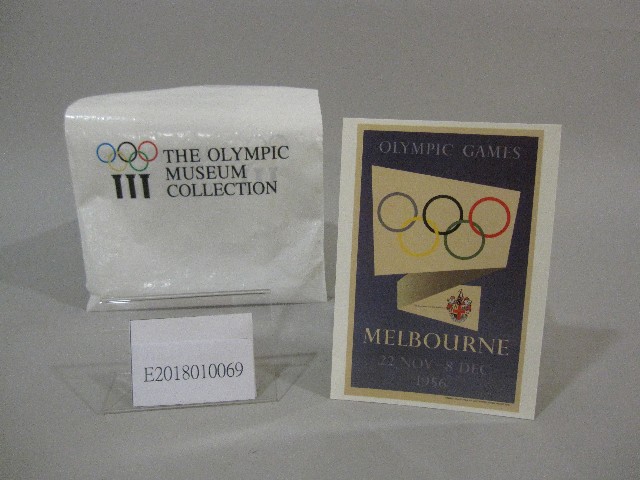 THE OLYMPIC
MUSEUM
COLLECTION
E2018010069
OLYMPIC GAMES
MELBOURNE
22 NOV - 8 DEC
1956